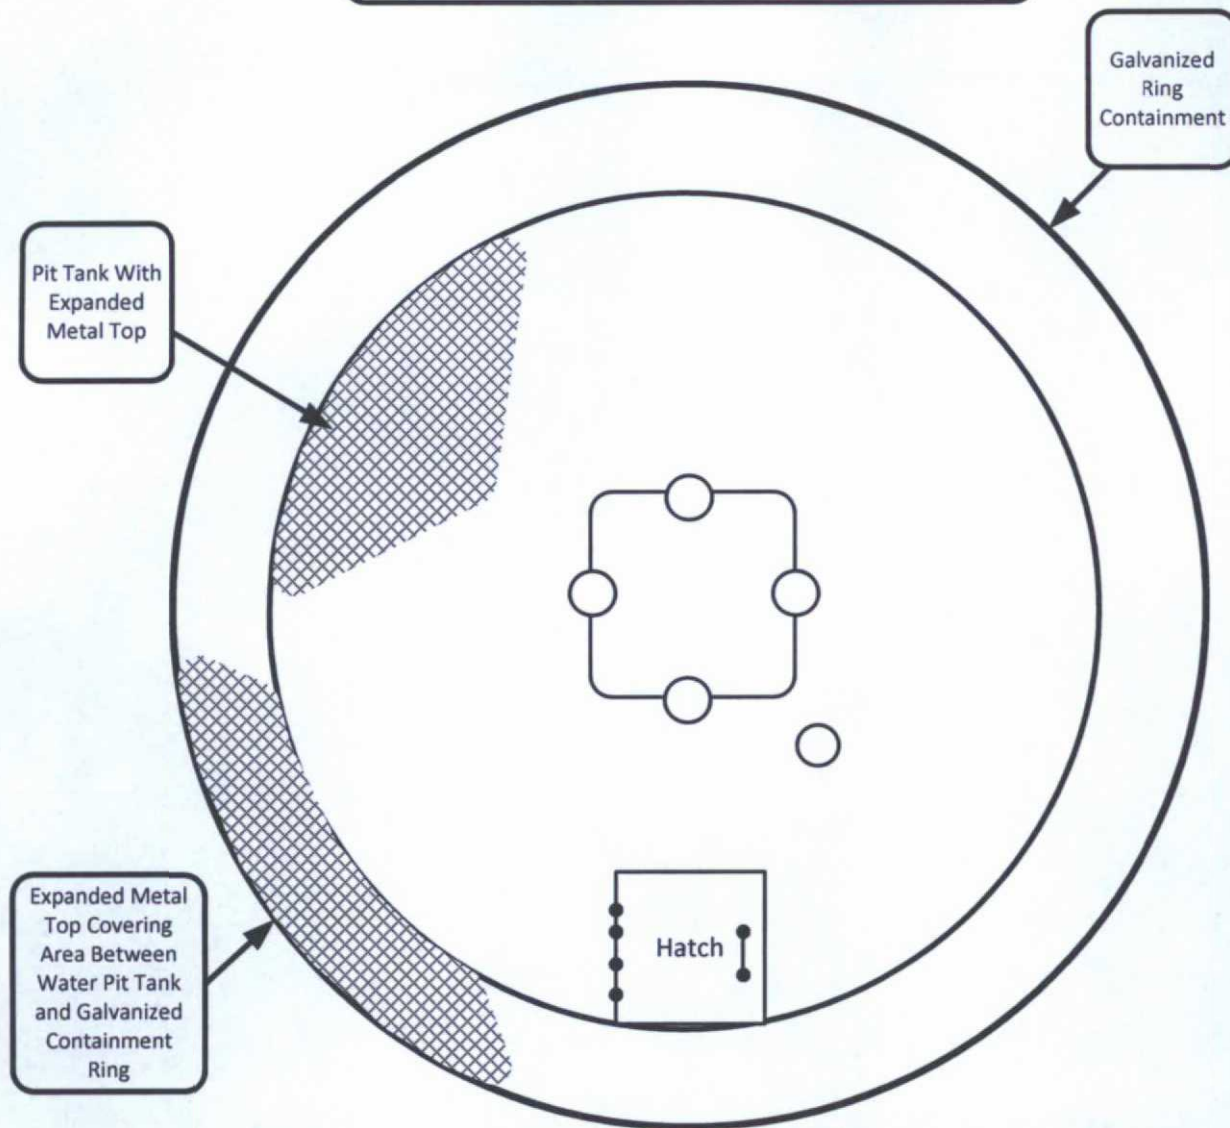 Galvanized
Ring
Containment
Pit Tank With
Expanded
Metal Top
Expanded Metal
Top Covering
Area Between
Water Pit Tank
and Galvanized
Containment
Ring
Hatch